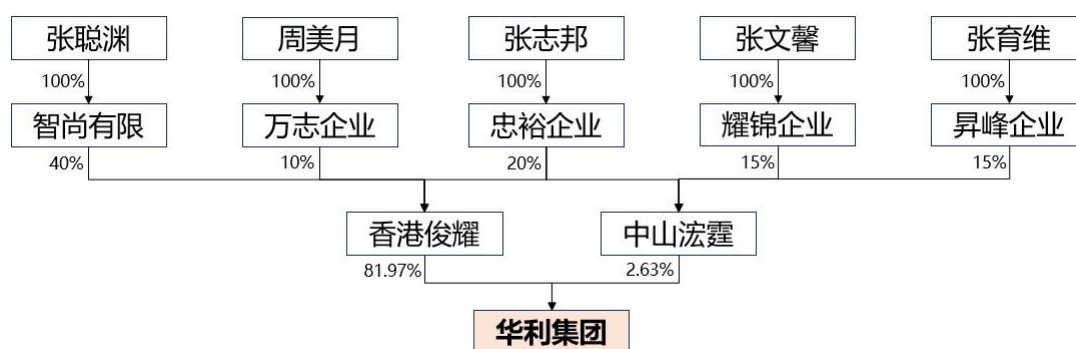 张聪渊 周美月 张志邦 张文馨 张育维
100% 100% 100% 100% 100%
智尚有限 万志企业 忠裕企业 耀锦企业 昇峰企业
40% 10% 20% 15% 15%
香港俊耀 中山浤霆
81.97% 2.63%
华利集团